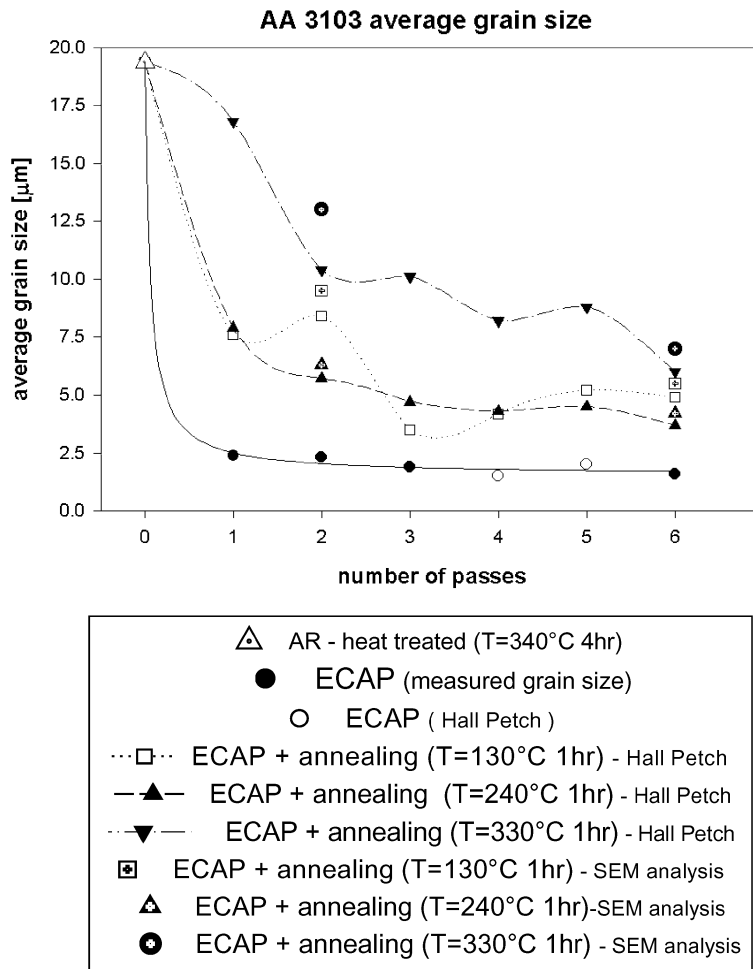 AA 3103 average grain size
average grain size [μm]
20.0
17.5
15.0
12.5
10.0
7.5
5.0
2.5
0.0
0 1 2 3 4 5 6
number of passes
AR - heat treated (T=340°C 4hr)
ECAP (measured grain size)
ECAP ( Hall Petch )
ECAP + annealing (T=130°C 1hr) - Hall Petch
ECAP + annealing (T=240°C 1hr) - Hall Petch
ECAP + annealing (T=330°C 1hr) - Hall Petch
ECAP + annealing (T=130°C 1hr) - SEM analysis
ECAP + annealing (T=240°C 1hr)-SEM analysis
ECAP + annealing (T=330°C 1hr) - SEM analysis